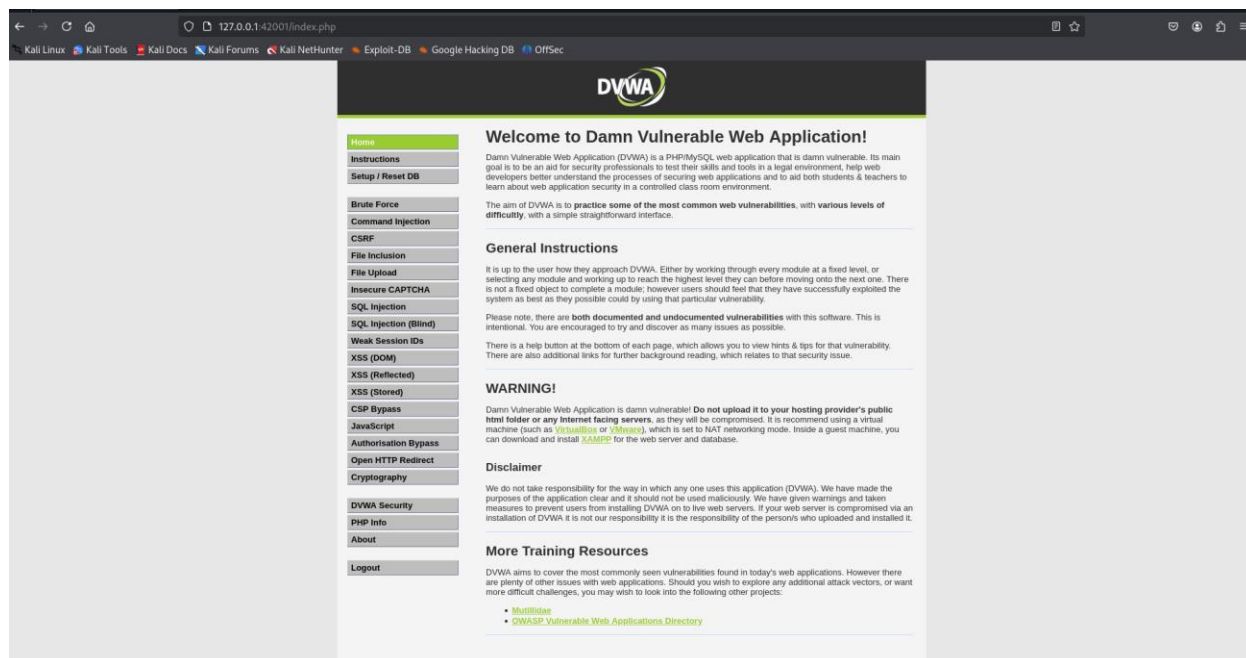 127.0.0.1:42001/index.php
Kali Linux Kali Tools Kali Docs Kali Forums Kali NetHunter Exploit-DB Google Hacking DB OffSec
DVWA
Home
Instructions
Setup / Reset DB
Brute Force
Command Injection
CSRF
File Inclusion
File Upload
Insecure CAPTCHA
SQL Injection
SQL Injection (Blind)
Weak Session IDs
XSS (DOM)
XSS (Reflected)
XSS (Stored)
CSP Bypass
JavaScript
Authorisation Bypass
Open HTTP Redirect
Cryptography
DVWA Security
PHP Info
About
Logout
Welcome to Damn Vulnerable Web Application!
Damn Vulnerable Web Application (DVWA) is a PHP/MySQL web application that is damn vulnerable. Its main
goal is to be an aid for security professionals to test their skills and tools in a legal environment, help web
developers better understand the processes of securing web applications and to aid both students & teachers to
learn about web application security in a controlled class room environment.
The aim of DVWA is to practice some of the most common web vulnerabilities, with various levels of
difficultly, with a simple straightforward interface.
General Instructions
It is up to the user how they approach DVWA. Either by working through every module at a fixed level, or
selecting any module and working up to reach the highest level they can before moving onto the next one. There
is not a fixed object to complete a module; however users should feel that they have successfully exploited the
system as best as they possible could by using that particular vulnerability.
Please note, there are both documented and undocumented vulnerabilities with this software. This is
intentional. You are encouraged to try and discover as many issues as possible.
There is a help button at the bottom of each page, which allows you to view hints & tips for that vulnerability.
There are also additional links for further background reading, which relates to that security issue.
WARNING!
Damn Vulnerable Web Application is damn vulnerable! Do not upload it to your hosting provider's public
html folder or any Internet facing servers, as they will be compromised. It is recommend using a virtual
machine (such as VirtualBox or VMware), which is set to NAT networking mode. Inside a guest machine, you
can download and install XAMPP for the web server and database.
Disclaimer
We do not take responsibility for the way in which any one uses this application (DVWA). We have made the
purposes of the application clear and it should not be used maliciously. We have given warnings and taken
measures to prevent users from installing DVWA on to live web servers. If your web server is compromised via an
installation of DVWA it is not our responsibility it is the responsibility of the person/s who uploaded and installed it.
More Training Resources
DVWA aims to cover the most commonly seen vulnerabilities found in today's web applications. However there
are plenty of other issues with web applications. Should you wish to explore any additional attack vectors, or want
more difficult challenges, you may wish to look into the following other projects:
Mutillidae
OWASP Vulnerable Web Applications Directory